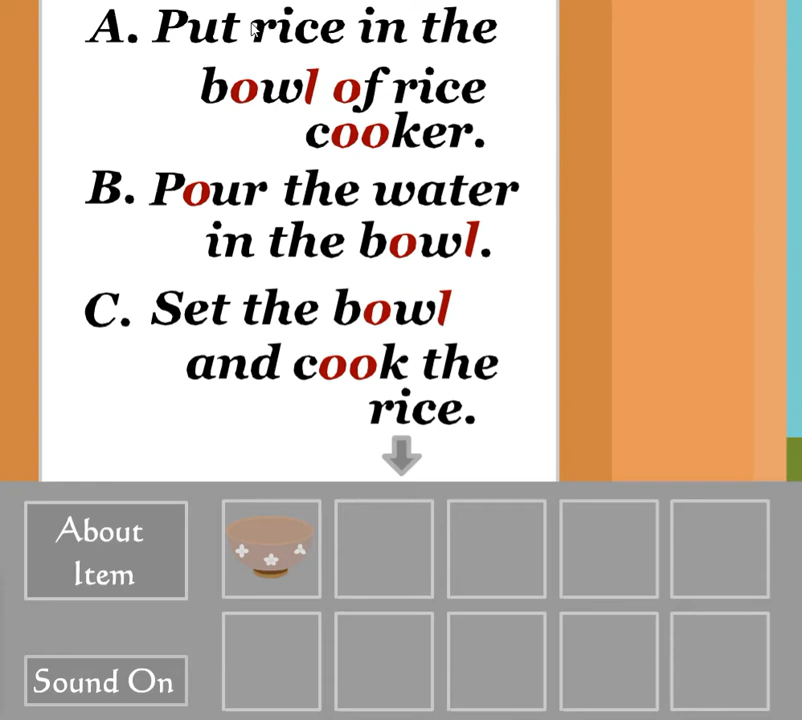 A. Put rice in the
bowl of rice
cooker.
B. Pour the water
in the bowl.
C. Set the bowl
and cook the
rice.
About
Item
Sound On